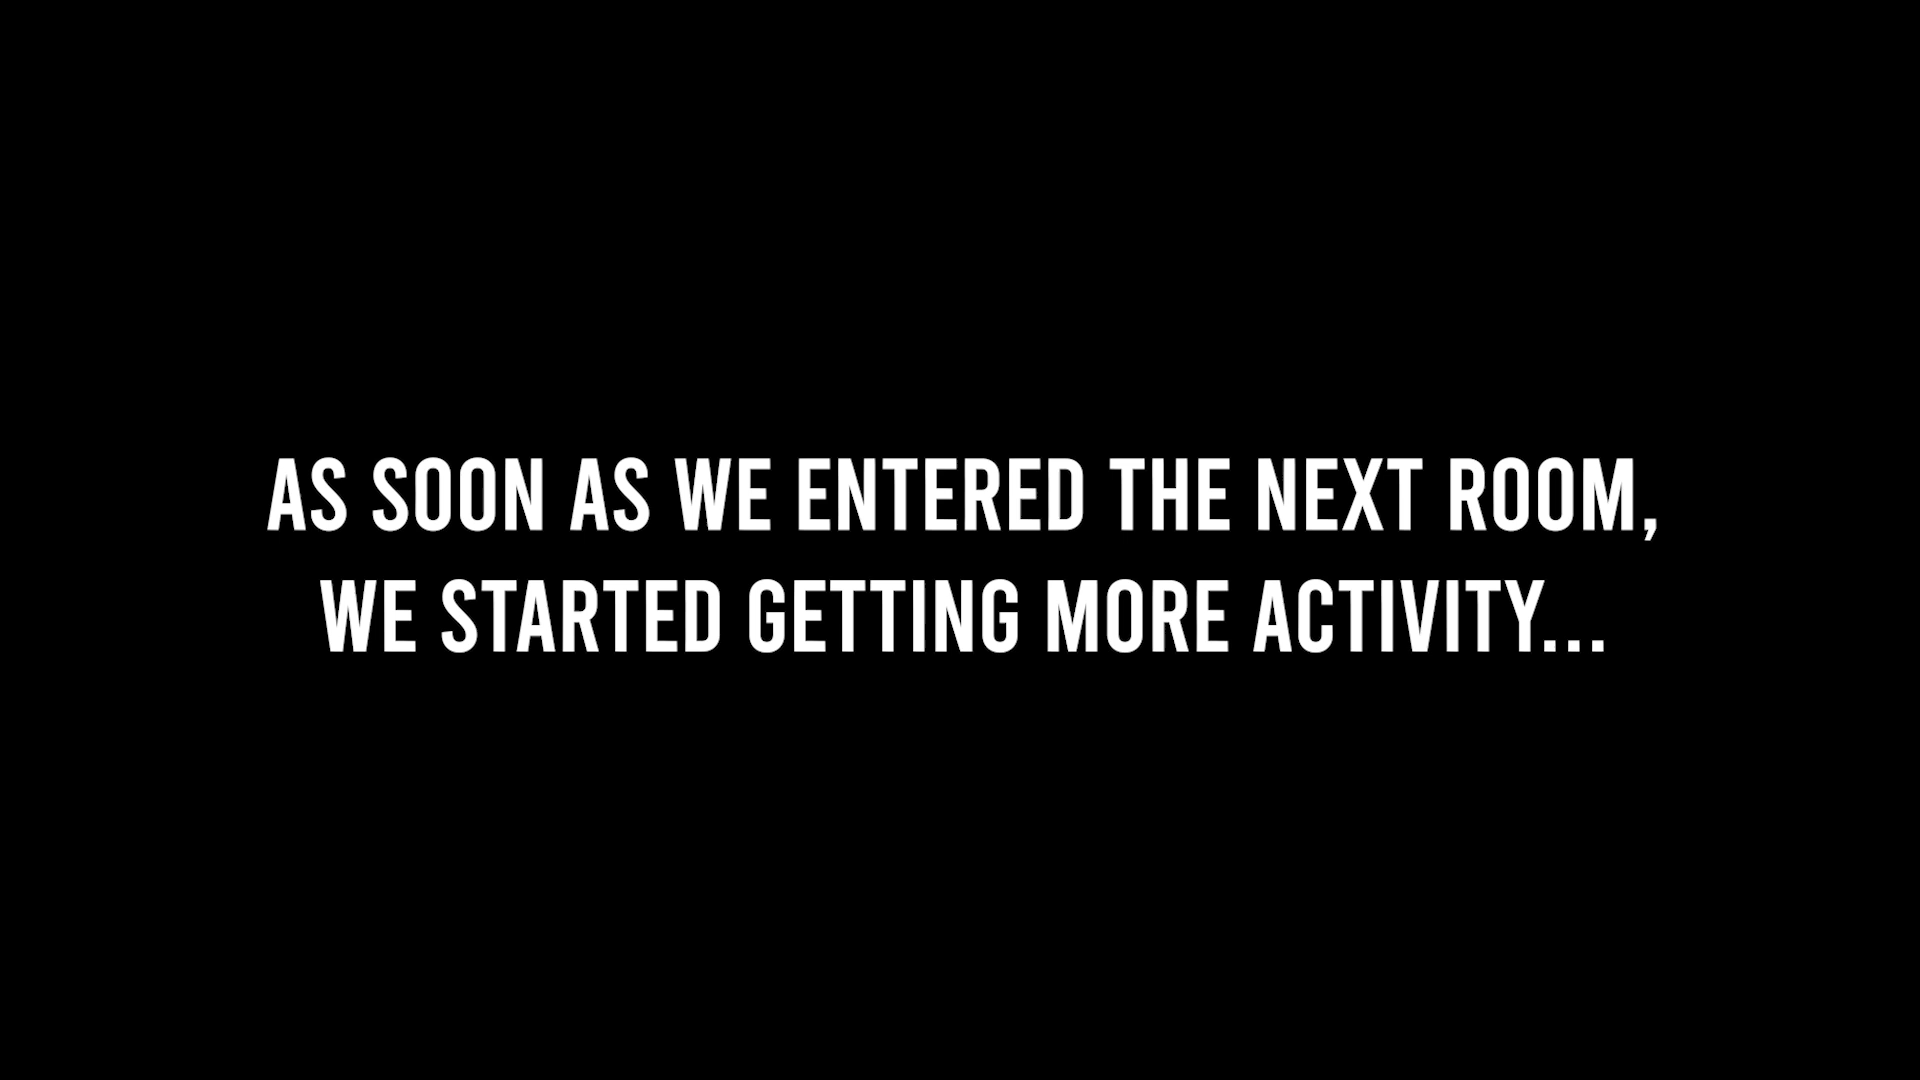 AS SOON AS WE ENTERED THE NEXT ROOM,
WE STARTED GETTING MORE ACTIVITY...